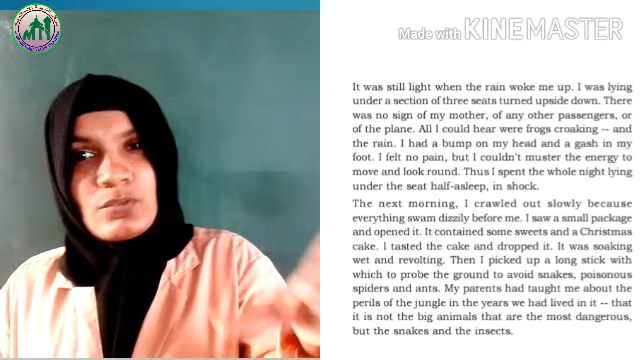 Made with KINEMASTER
It was still light when the rain woke me up. I was lying
under a section of three seats turned upside down. There
was no sign of my mother, of any other passengers, or
of the plane. All I could hear were frogs croaking -- and
the rain. I had a bump on my head and a gash in my
foot. I felt no pain, but I couldn't muster the energy to
move and look round. Thus I spent the whole night lying
under the seat half-asleep, in shock.
The next morning, I crawled out slowly because
everything swam dizzily before me. I saw a small package
and opened it. It contained some sweets and a Christmas
cake. I tasted the cake and dropped it. It was soaking
wet and revolting. Then I picked up a long stick with
which to probe the ground to avoid snakes, poisonous
spiders and ants. My parents had taught me about the
perils of the jungle in the years we had lived in it -- that
it is not the big animals that are the most dangerous,
but the snakes and the insects.